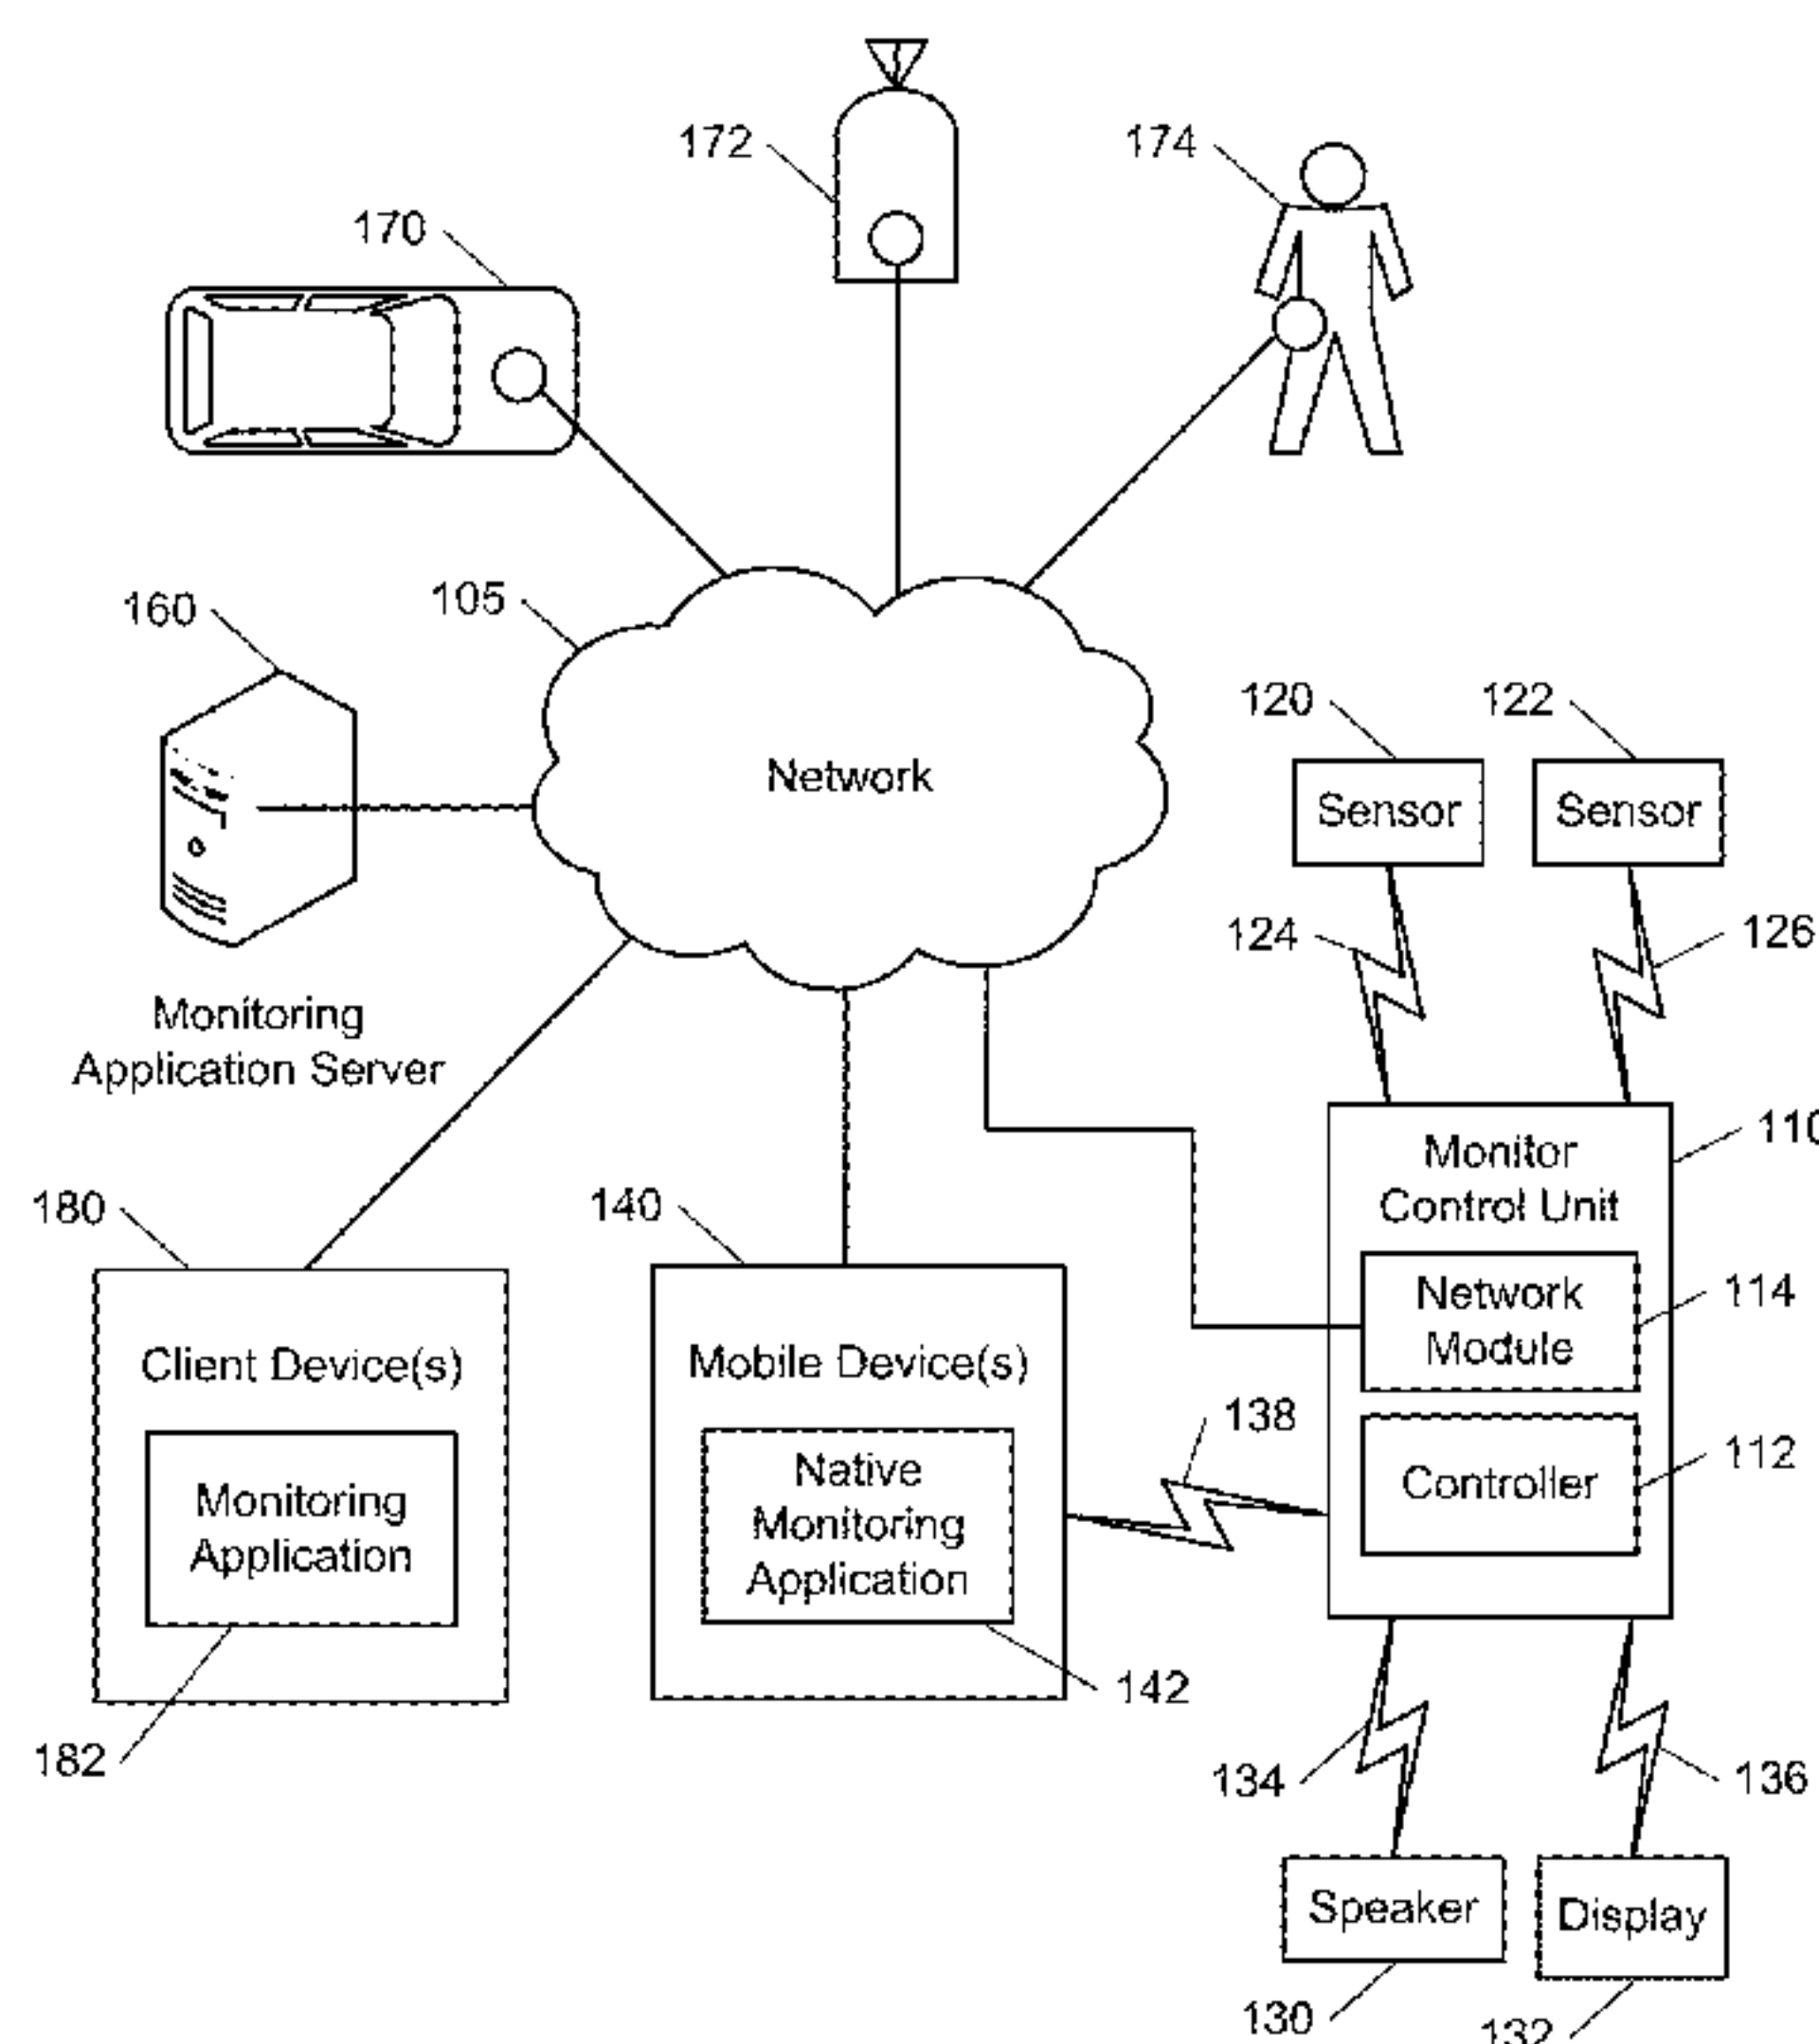 172
174
170
160
105
Network
120
122
Sensor
Sensor
124
126
Monitoring
Application Server
110
Monitor
Control Unit
180
140
Network
Module
114
Client Device(s)
Mobile Device(s)
138
Controller
112
Monitoring
Application
Native
Monitoring
Application
142
182
134
136
Speaker
Display
130
132